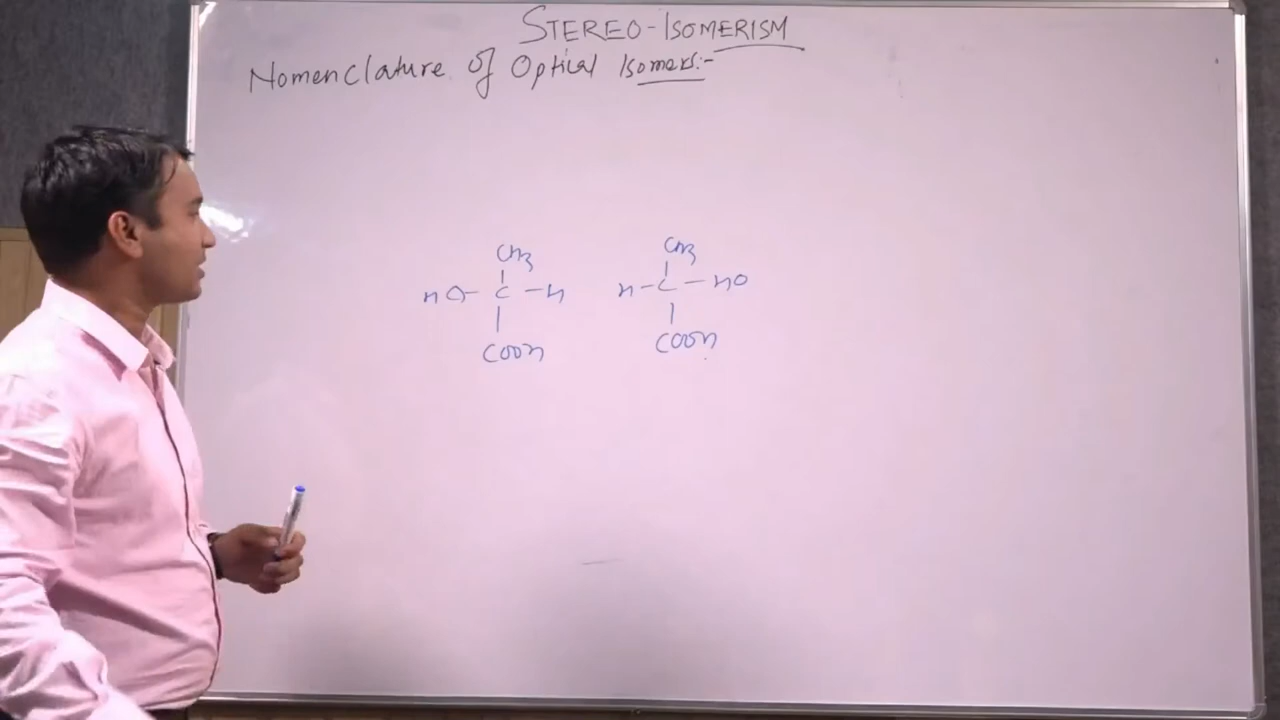 STEREO-ISOMERISM
Nomenclature of Optical Isomers:-
CH3 CH3
HO-C-H H-C-HO
COOH COOH